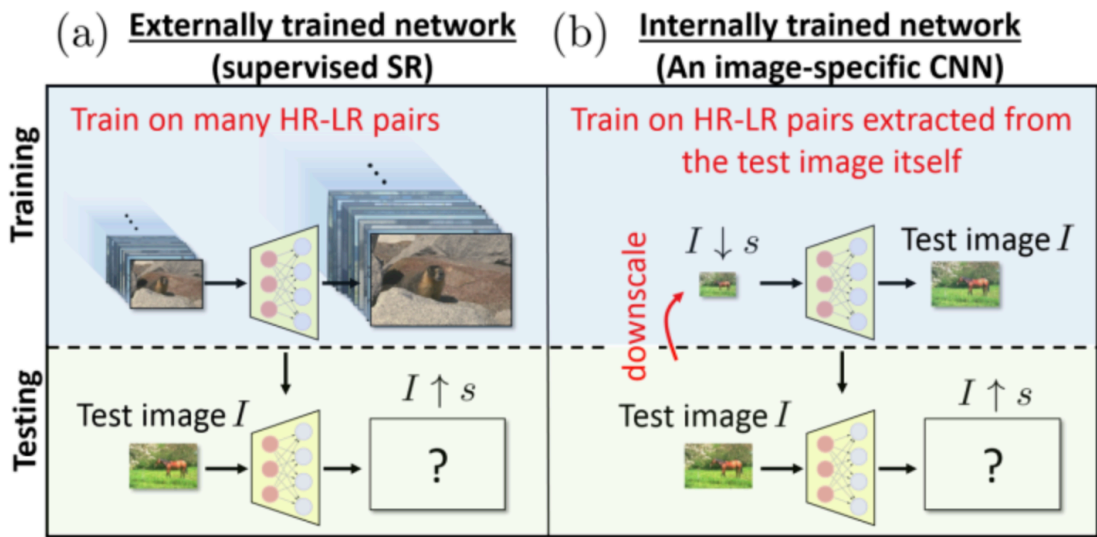 (a) Externally trained network
(supervised SR)
(b) Internally trained network
(An image-specific CNN)
Training
Train on many HR-LR pairs
Train on HR-LR pairs extracted from
the test image itself
downscale
I ↓ s
Test image I
Testing
Test image I
I ↑ s
?
Test image I
I ↑ s
?